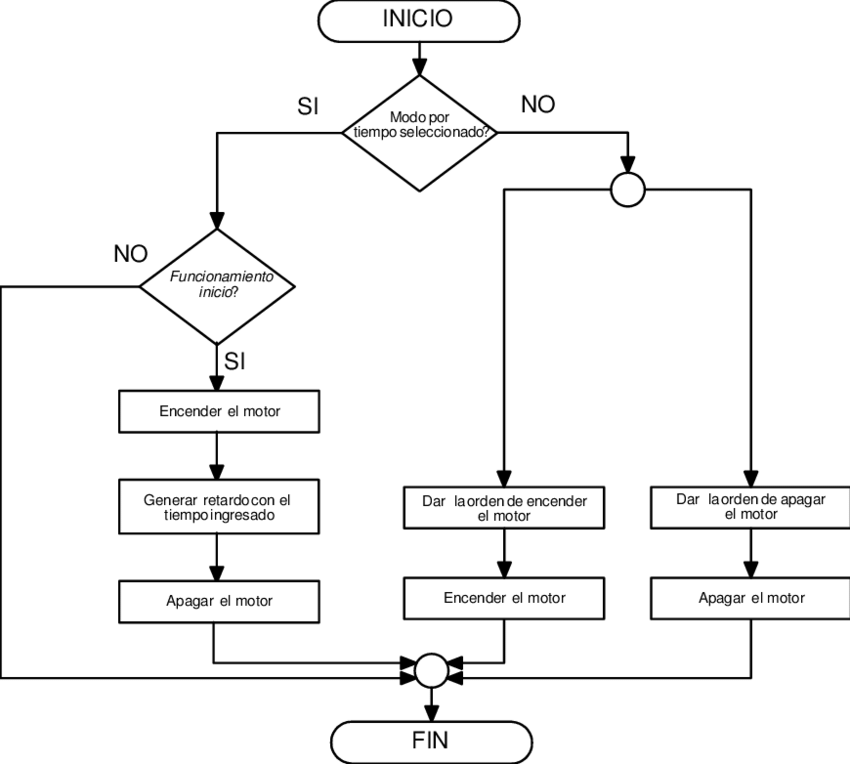 INICIO
SI
NO
Modo por
tiempo seleccionado?
NO
Funcionamiento
inicio?
SI
Encender el motor
Generar retardo con el
tiempo ingresado
Apagar el motor
Dar la orden de encender
el motor
Encender el motor
Dar la orden de apagar
el motor
Apagar el motor
FIN